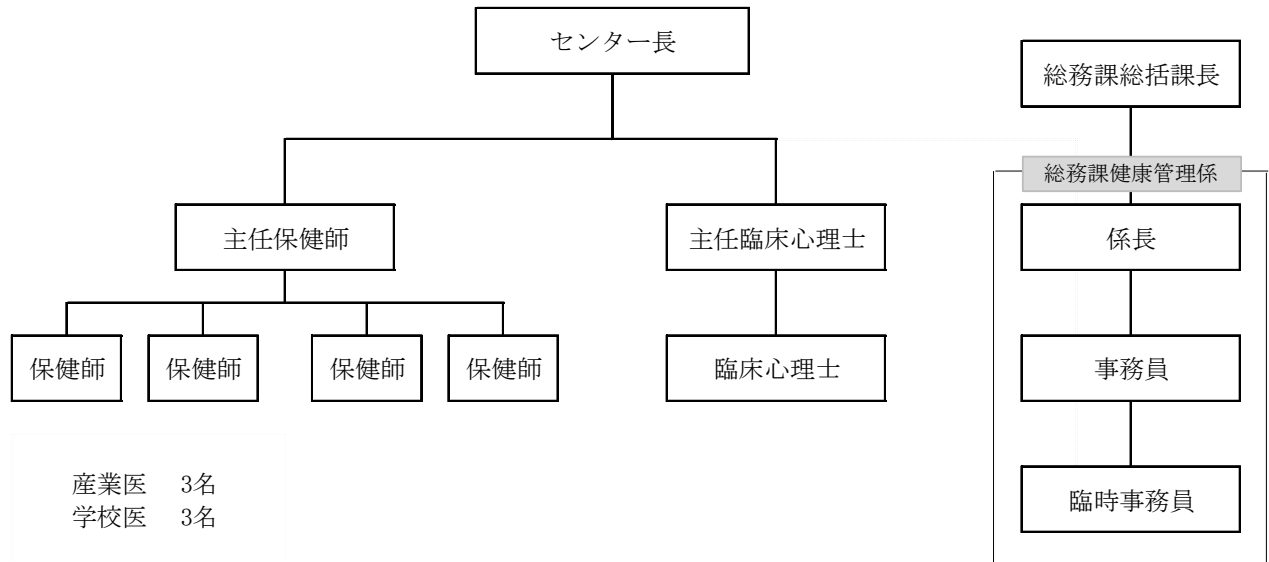 センター長
総務課総括課長
総務課健康管理係
主任保健師
主任臨床心理士
係長
保健師
保健師
保健師
保健師
臨床心理士
事務員
産業医 3名
学校医 3名
臨時事務員